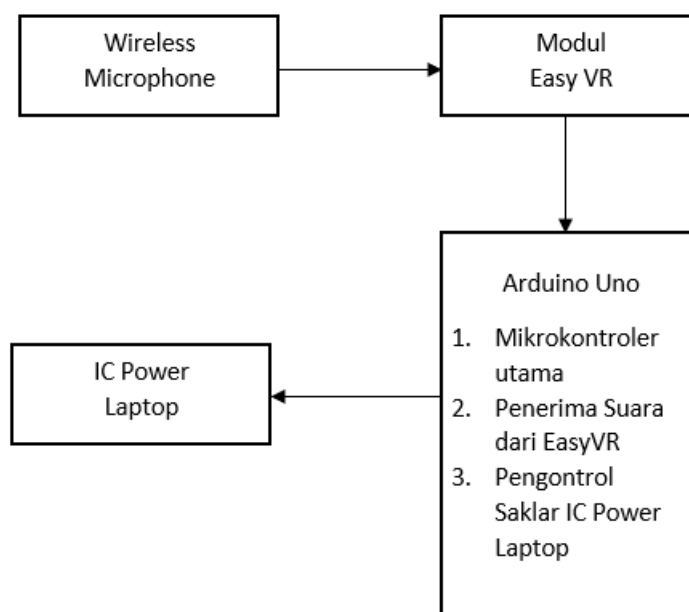 Wireless
Microphone
Modul
Easy VR
Arduino Uno
1. Mikrokontroler
utama
2. Penerima Suara
dari EasyVR
3. Pengontrol
Saklar IC Power
Laptop
IC Power
Laptop